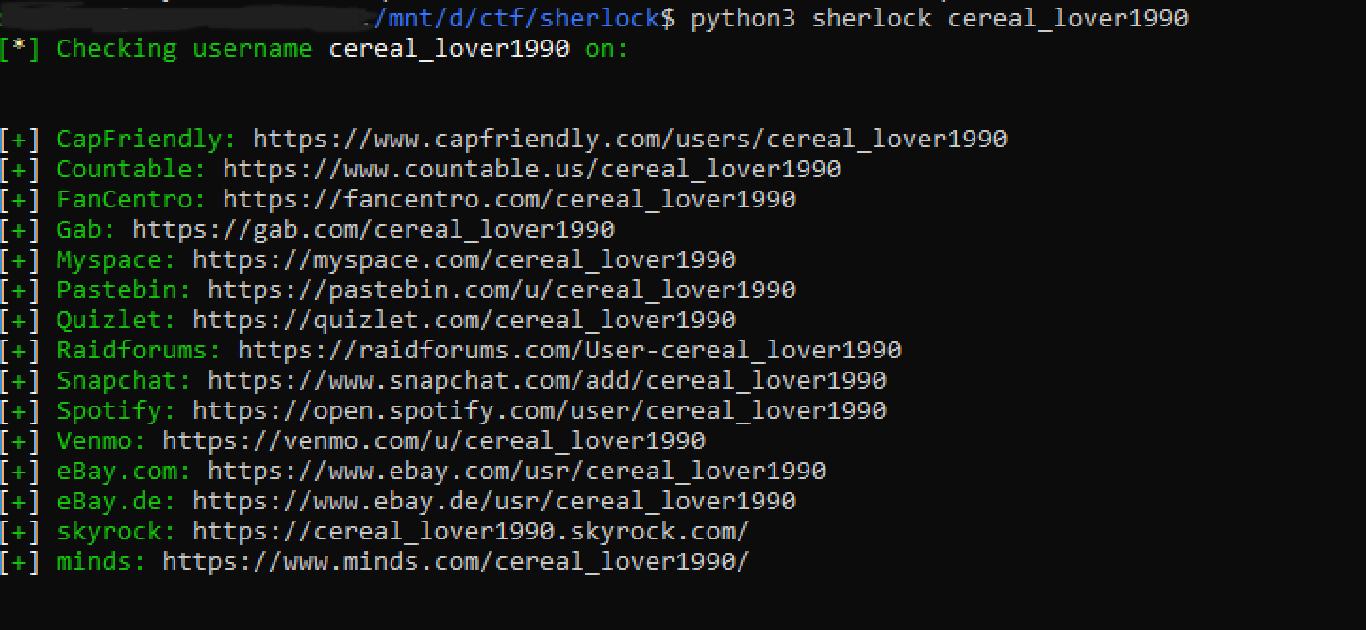 /mnt/d/ctf/sherlock$ python3 sherlock cereal_lover1990
[*] Checking username cereal_lover1990 on:
[+] CapFriendly: https://www.capfriendly.com/users/cereal_lover1990
[+] Countable: https://www.countable.us/cereal_lover1990
[+] FanCentro: https://fancentro.com/cereal_lover1990
[+] Gab: https://gab.com/cereal_lover1990
[+] Myspace: https://myspace.com/cereal_lover1990
[+] Pastebin: https://pastebin.com/u/cereal_lover1990
[+] Quizlet: https://quizlet.com/cereal_lover1990
[+] Raidforums: https://raidforums.com/User-cereal_lover1990
[+] Snapchat: https://www.snapchat.com/add/cereal_lover1990
[+] Spotify: https://open.spotify.com/user/cereal_lover1990
[+] Venmo: https://venmo.com/u/cereal_lover1990
[+] eBay.com: https://www.ebay.com/usr/cereal_lover1990
[+] eBay.de: https://www.ebay.de/usr/cereal_lover1990
[+] skyrock: https://cereal_lover1990.skyrock.com/
[+] minds: https://www.minds.com/cereal_lover1990/